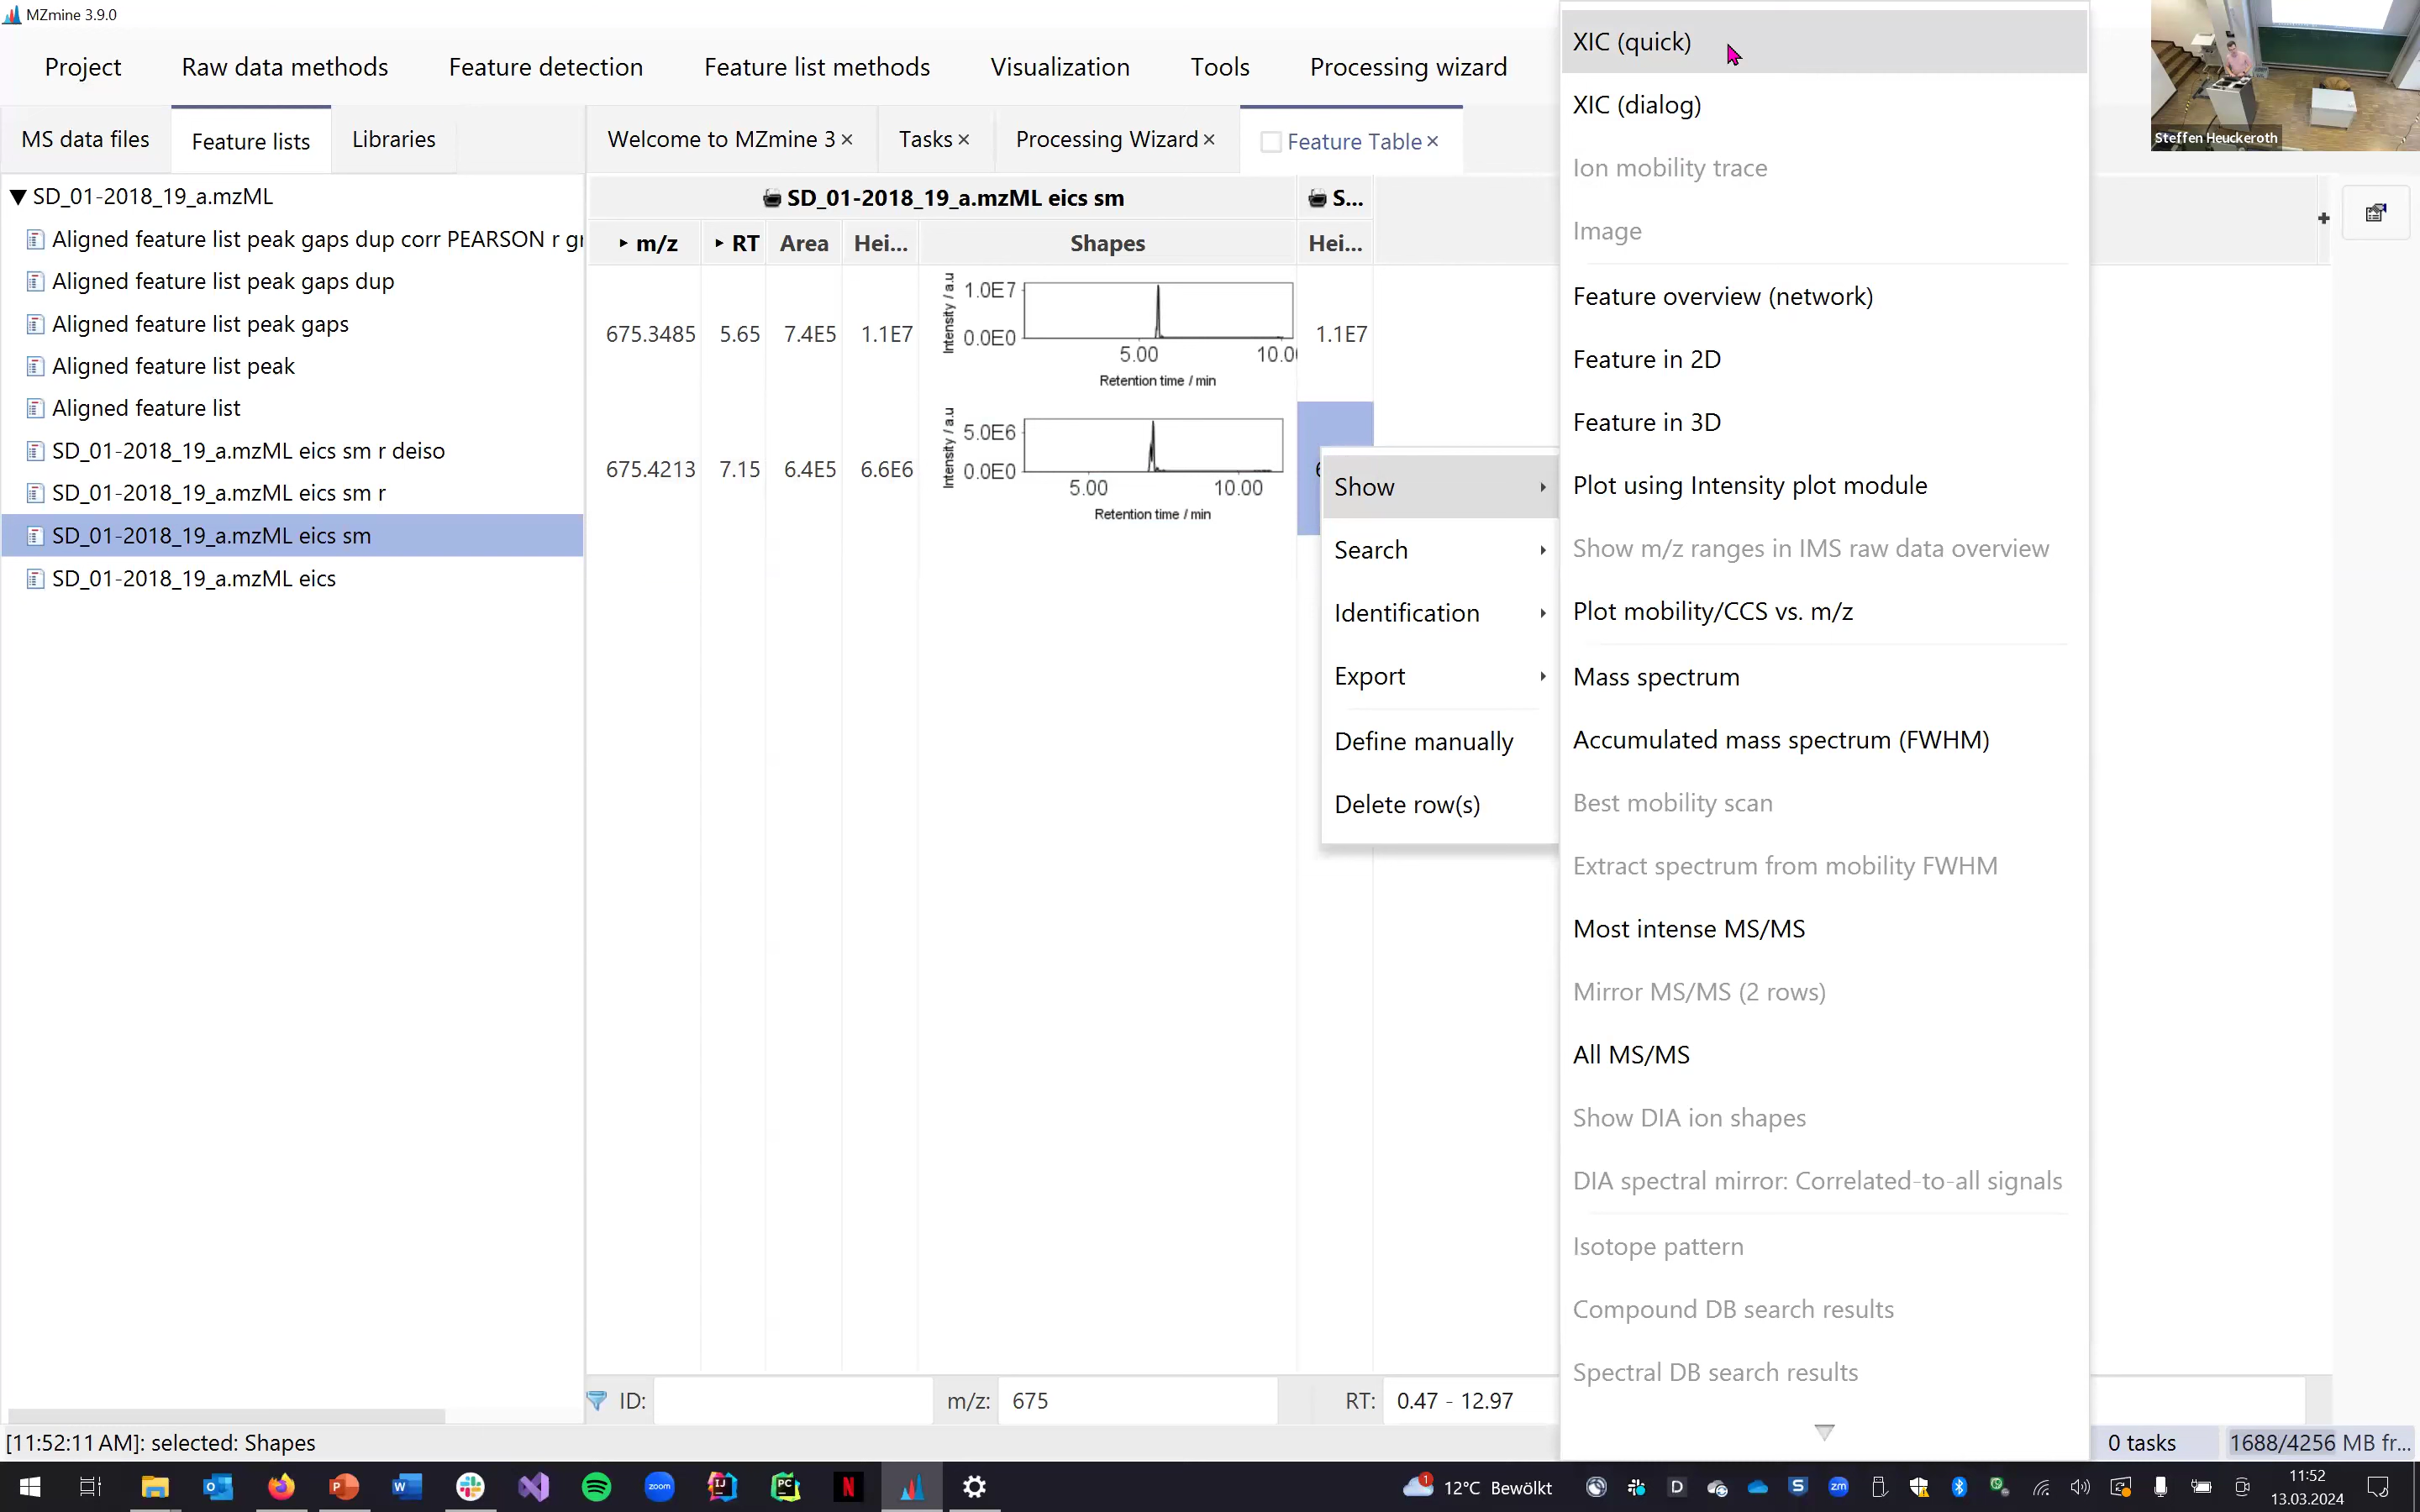 MZmine 3.9.0
Project Raw data methods Feature detection Feature list methods Visualization Tools Processing wizard
MS data files Feature lists Libraries
Welcome to MZmine 3 × Tasks × Processing Wizard × Feature Table ×
SD_01-2018_19_a.mzML
Aligned feature list peak gaps dup corr PEARSON r gr
Aligned feature list peak gaps dup
Aligned feature list peak gaps
Aligned feature list peak
Aligned feature list
SD_01-2018_19_a.mzML eics sm r deiso
SD_01-2018_19_a.mzML eics sm r
SD_01-2018_19_a.mzML eics sm
SD_01-2018_19_a.mzML eics
SD_01-2018_19_a.mzML eics sm S...
m/z RT Area Hei... Shapes Hei...
675.3485 5.65 7.4E5 1.1E7 1.1E7
Intensity / a.u
1.0E7
0.0E0
5.00 10.0
Retention time / min
675.4213 7.15 6.4E5 6.6E6
Intensity / a.u
5.0E6
0.0E0
5.00 10.00
Retention time / min
Show
Search
Identification
Export
Define manually
Delete row(s)
XIC (quick)
XIC (dialog)
Ion mobility trace
Image
Feature overview (network)
Feature in 2D
Feature in 3D
Plot using Intensity plot module
Show m/z ranges in IMS raw data overview
Plot mobility/CCS vs. m/z
Mass spectrum
Accumulated mass spectrum (FWHM)
Best mobility scan
Extract spectrum from mobility FWHM
Most intense MS/MS
Mirror MS/MS (2 rows)
All MS/MS
Show DIA ion shapes
DIA spectral mirror: Correlated-to-all signals
Isotope pattern
Compound DB search results
Spectral DB search results
Steffen Heuckeroth
ID: m/z: 675 RT: 0.47 - 12.97
[11:52:11 AM]: selected: Shapes
0 tasks 1688/4256 MB fr...
12°C Bewölkt
11:52
13.03.2024